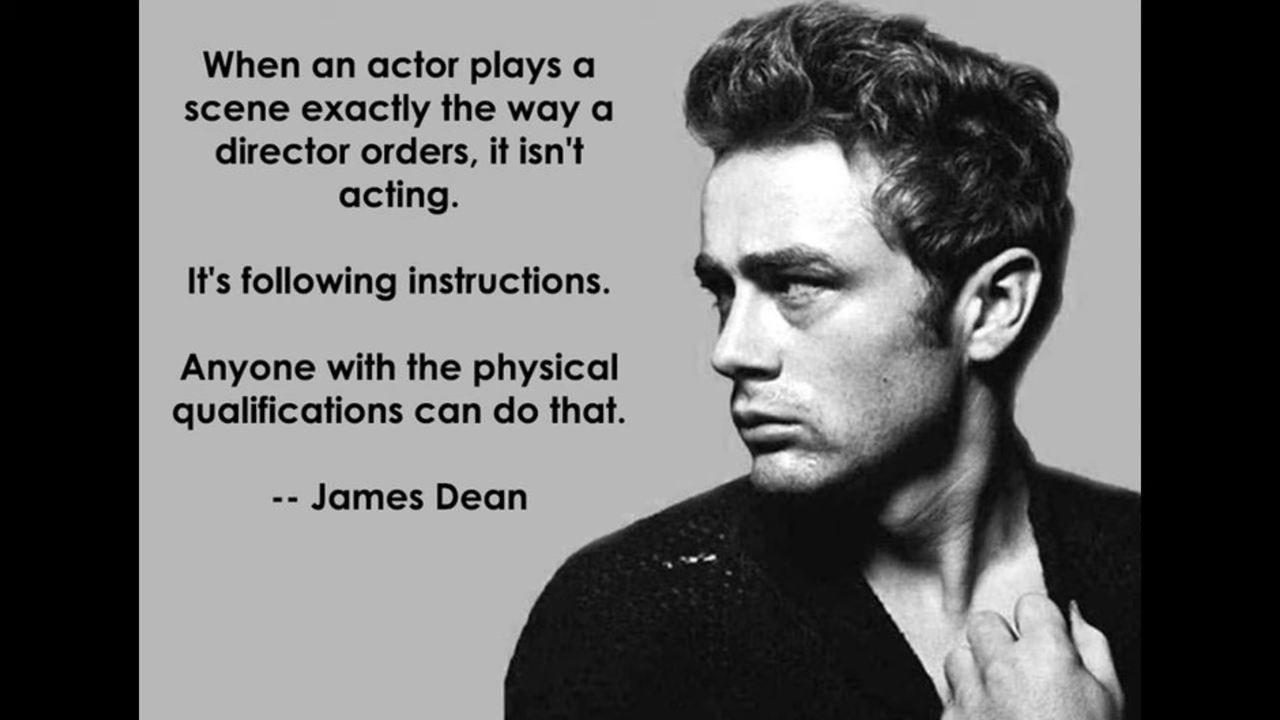 When an actor plays a
scene exactly the way a
director orders, it isn't
acting.
It's following instructions.
Anyone with the physical
qualifications can do that.
-- James Dean